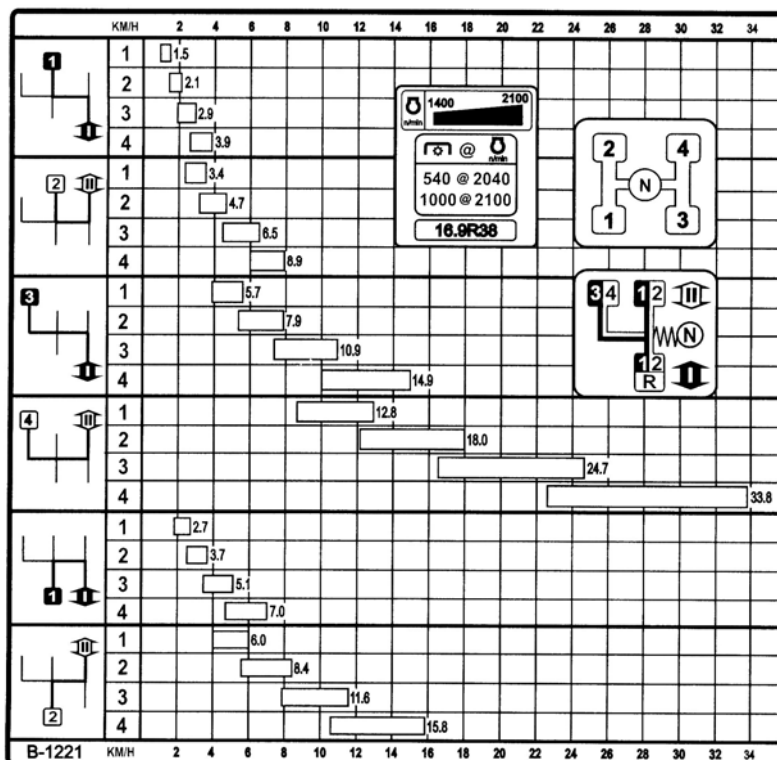 KM/H 2 4 6 8 10 12 14 16 18 20 22 24 26 28 30 32 34
1
I
1 1.5
2 2.1
3 2.9
4 3.9
2 II
1 3.4
2 4.7
3 6.5
4 8.9
3
I
1 5.7
2 7.9
3 10.9
4 14.9
4 II
1 12.8
2 18.0
3 24.7
4 33.8
1 I
1 2.7
2 3.7
3 5.1
4 7.0
II
2
1 6.0
2 8.4
3 11.6
4 15.8
n/min 1400 2100
@ n/min
540 @ 2040
1000 @ 2100
16.9R38
2 4
N
1 3
3 4 1 2 II
N
1 2
R I
B-1221 KM/H 2 4 6 8 10 12 14 16 18 20 22 24 26 28 30 32 34